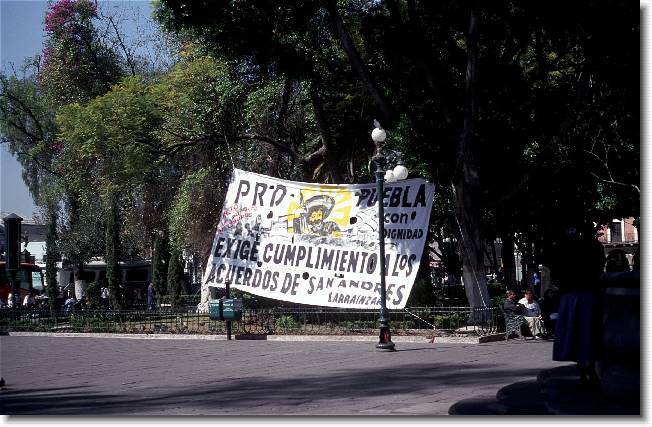 PRD PUEBLA
con
DIGNIDAD
EXIGE CUMPLIMIENTO A LOS
ACUERDOS DE "SAN ANDRES
LARRAINZAR"